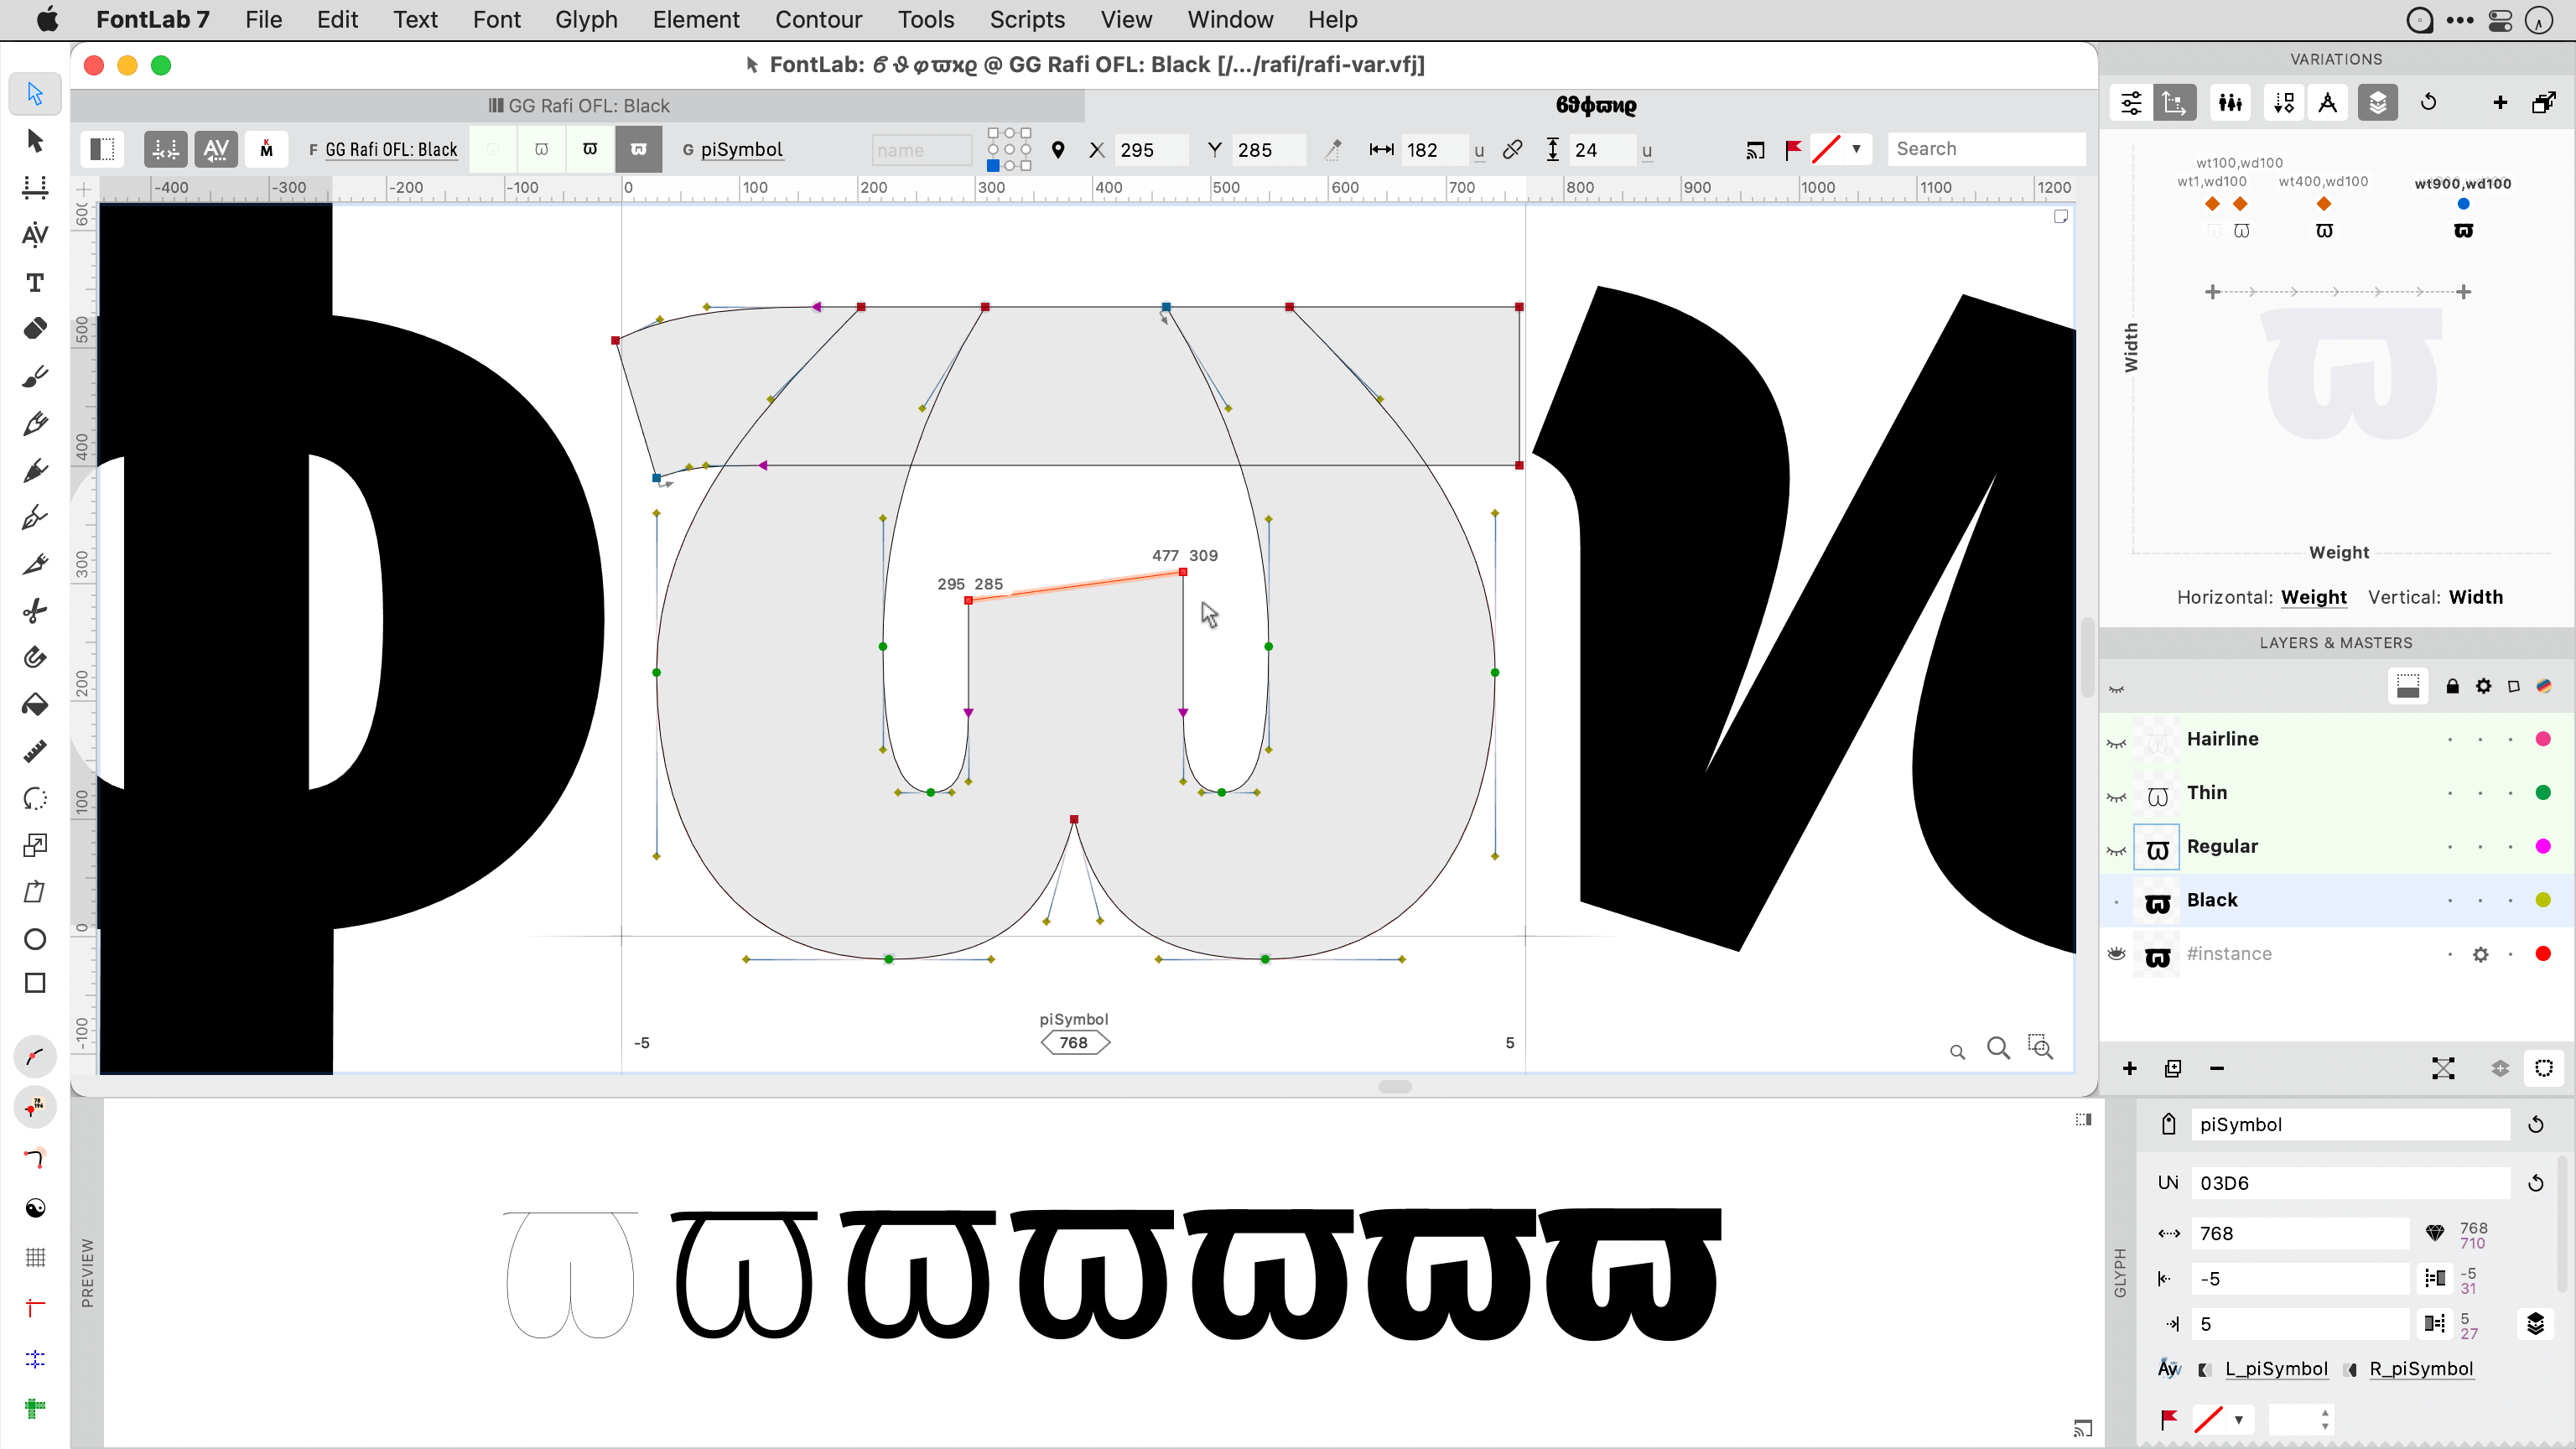 FontLab 7 File Edit Text Font Glyph Element Contour Tools Scripts View Window Help
FontLab: ϐ ϑ φϖϰϱ @ GG Rafi OFL: Black [/.../rafi/rafi-var.vfj]
GG Rafi OFL: Black
ϐϑϕϖϰϱ
F GG Rafi OFL: Black ϖ ϖ ϖ ϖ G piSymbol name X 295 Y 285 182 u 24 u Search
-400 -300 -200 -100 0 100 200 300 400 500 600 700 800 900 1000 1100 1200
500
400
300
200
100
0
-100
477 309
295 285
piSymbol
-5 768 5
PREVIEW
ϖ ϖ ϖ ϖ ϖ ϖ ϖ
VARIATIONS
wt100,wd100
wt1,wd100 wt400,wd100 wt900,wd100
ϖ ϖ ϖ ϖ
Width
ϖ
Weight
Horizontal: Weight Vertical: Width
LAYERS & MASTERS
Hairline
Thin
Regular
Black
#instance
GLYPH
piSymbol
UN 03D6
768 768
710
-5 -5
31
5 5
27
L_piSymbol R_piSymbol